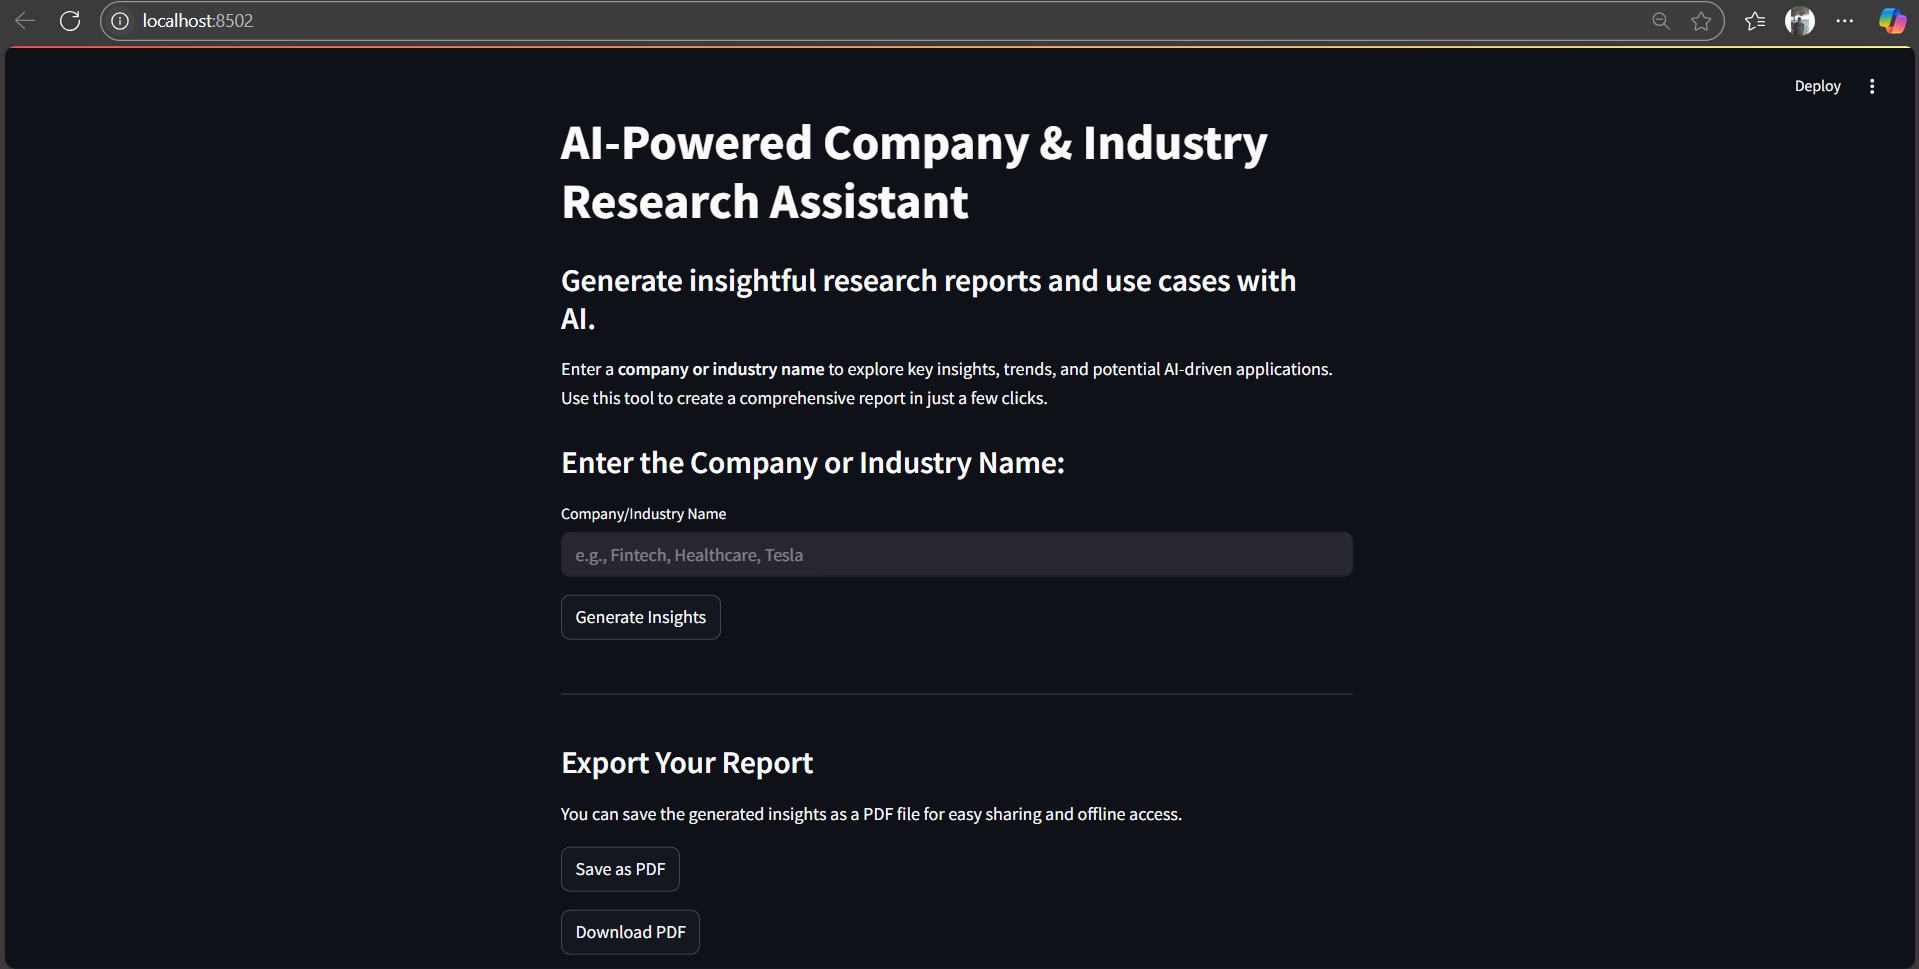 localhost:8502
Deploy
AI-Powered Company & Industry
Research Assistant
Generate insightful research reports and use cases with
AI.
Enter a company or industry name to explore key insights, trends, and potential AI-driven applications.
Use this tool to create a comprehensive report in just a few clicks.
Enter the Company or Industry Name:
Company/Industry Name
e.g., Fintech, Healthcare, Tesla
Generate Insights
Export Your Report
You can save the generated insights as a PDF file for easy sharing and offline access.
Save as PDF
Download PDF